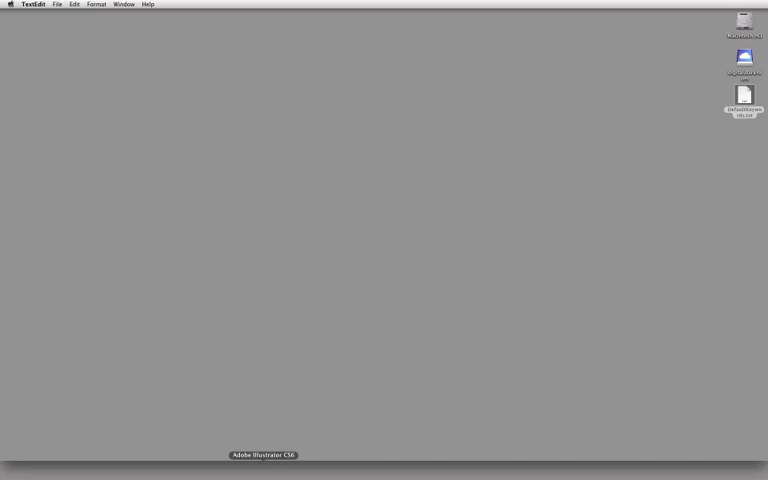 TextEdit File Edit Format Window Help
Macintosh HD
Adobe Illustrator CS6